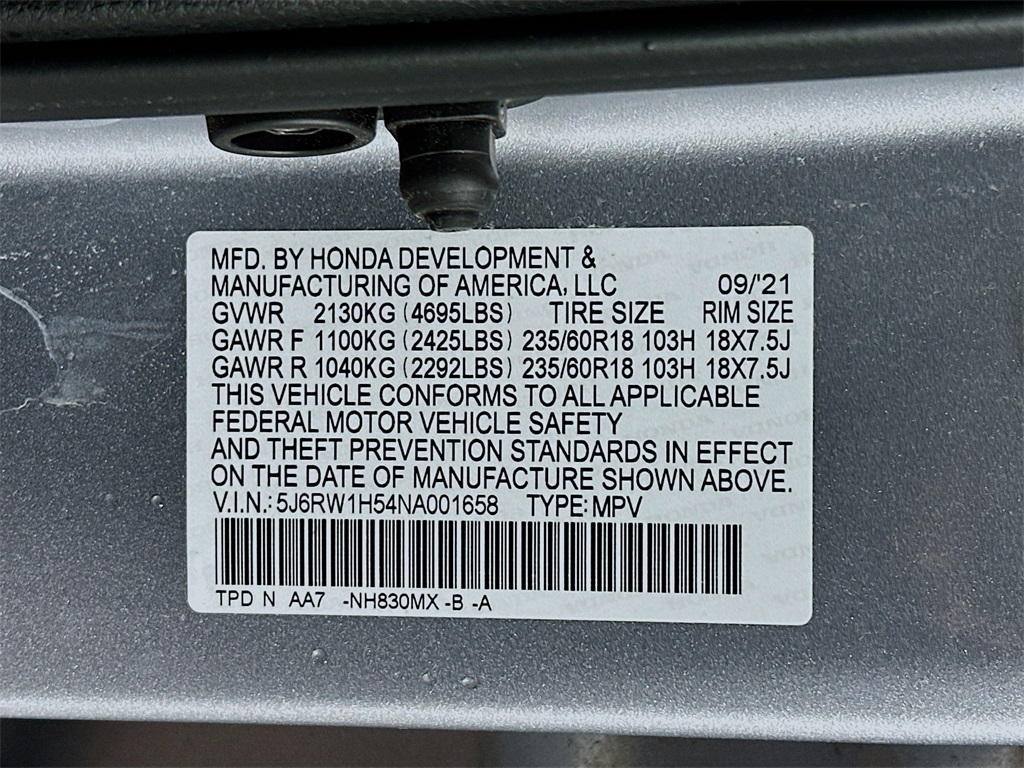 MFD. BY HONDA DEVELOPMENT &
MANUFACTURING OF AMERICA, LLC 09/'21
GVWR 2130KG (4695LBS) TIRE SIZE RIM SIZE
GAWR F 1100KG (2425LBS) 235/60R18 103H 18X7.5J
GAWR R 1040KG (2292LBS) 235/60R18 103H 18X7.5J
THIS VEHICLE CONFORMS TO ALL APPLICABLE
FEDERAL MOTOR VEHICLE SAFETY
AND THEFT PREVENTION STANDARDS IN EFFECT
ON THE DATE OF MANUFACTURE SHOWN ABOVE.
V.I.N.: 5J6RW1H54NA001658 TYPE: MPV
TPD N AA7 -NH830MX -B -A